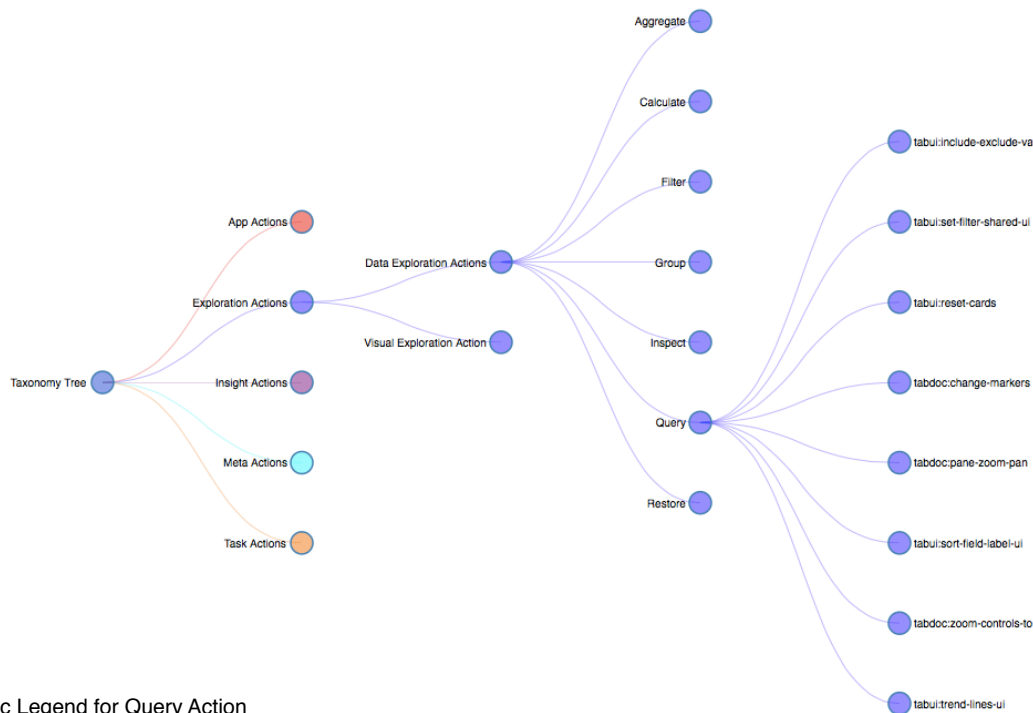 Aggregate
Calculate
tabui:include-exclude-va
Filter
App Actions
tabui:set-filter-shared-ui
Data Exploration Actions
Group
Exploration Actions
tabui:reset-cards
Visual Exploration Action
Inspect
Taxonomy Tree
Insight Actions
tabdoc:change-markers
Query
Meta Actions
tabdoc:pane-zoom-pan
Restore
Task Actions
tabui:sort-field-label-ui
tabdoc:zoom-controls-to
tabui:trend-lines-ui
c Legend for Query Action